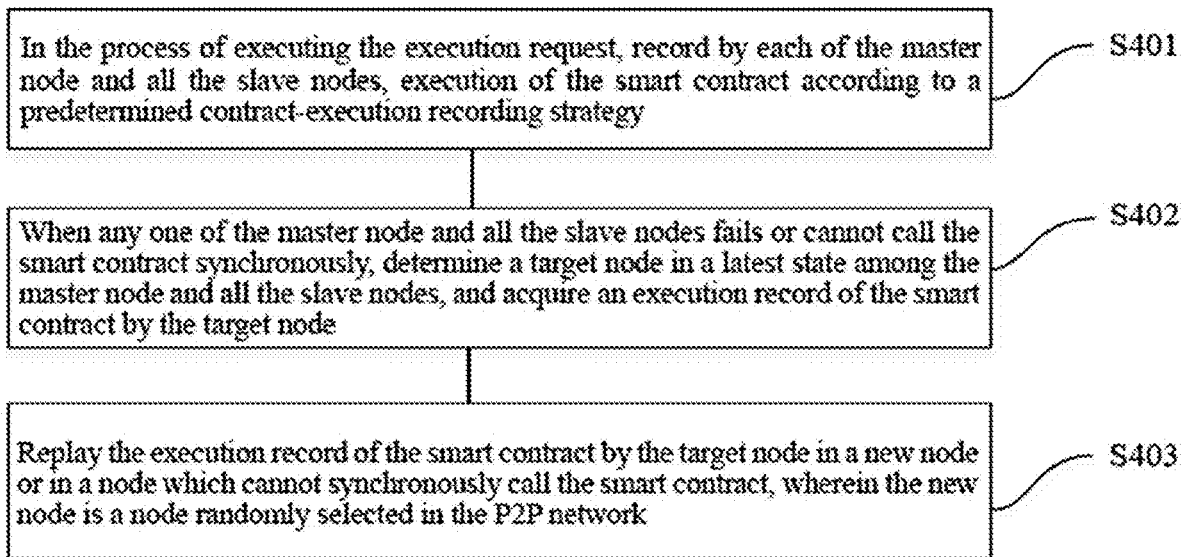 In the process of executing the execution request, record by each of the master
node and all the slave nodes, execution of the smart contract according to a
predetermined contract-execution recording strategy
S401
When any one of the master node and all the slave nodes fails or cannot call the
smart contract synchronously, determine a target node in a latest state among the
master node and all the slave nodes, and acquire an execution record of the smart
contract by the target node
S402
Replay the execution record of the smart contract by the target node in a new node
or in a node which cannot synchronously call the smart contract, wherein the new
node is a node randomly selected in the P2P network
S403